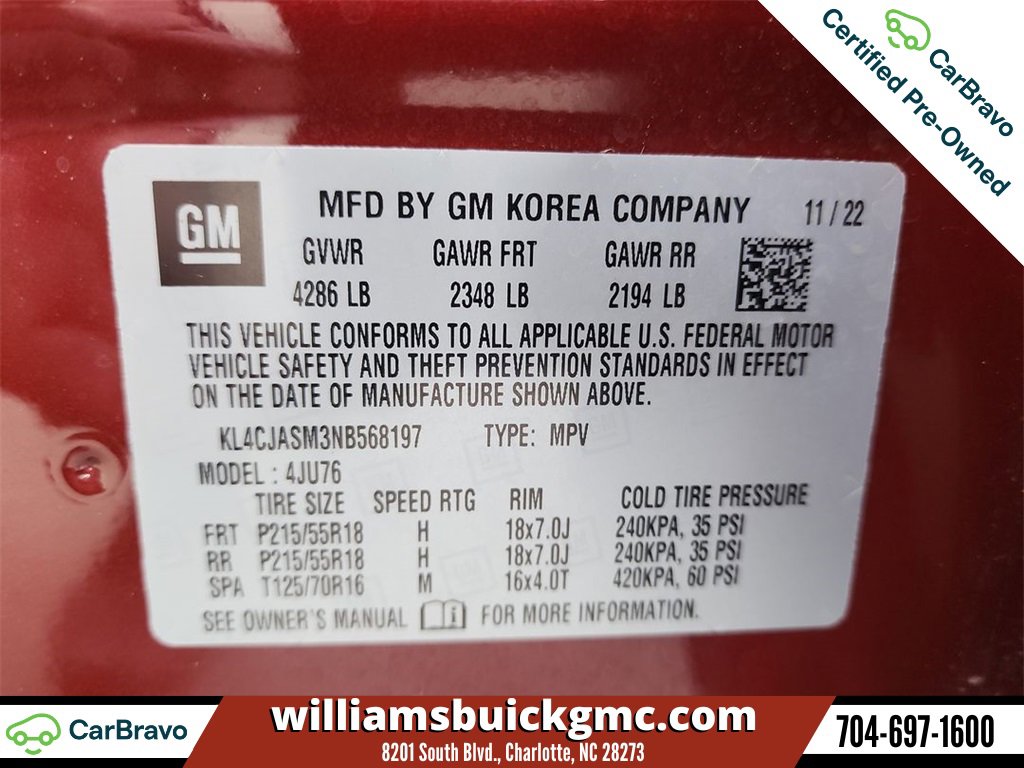 CarBravo
Certified Pre-Owned
GM
MFD BY GM KOREA COMPANY 11/22
GVWR GAWR FRT GAWR RR
4286 LB 2348 LB 2194 LB
THIS VEHICLE CONFORMS TO ALL APPLICABLE U.S. FEDERAL MOTOR
VEHICLE SAFETY AND THEFT PREVENTION STANDARDS IN EFFECT
ON THE DATE OF MANUFACTURE SHOWN ABOVE.
KL4CJASM3NB568197 TYPE: MPV
MODEL : 4JU76
TIRE SIZE SPEED RTG RIM COLD TIRE PRESSURE
FRT P215/55R18 H 18x7.0J 240KPA, 35 PSI
RR P215/55R18 H 18x7.0J 240KPA, 35 PSI
SPA T125/70R16 M 16x4.0T 420KPA, 60 PSI
SEE OWNER'S MANUAL i FOR MORE INFORMATION.
CarBravo
williamsbuickgmc.com
8201 South Blvd., Charlotte, NC 28273
704-697-1600